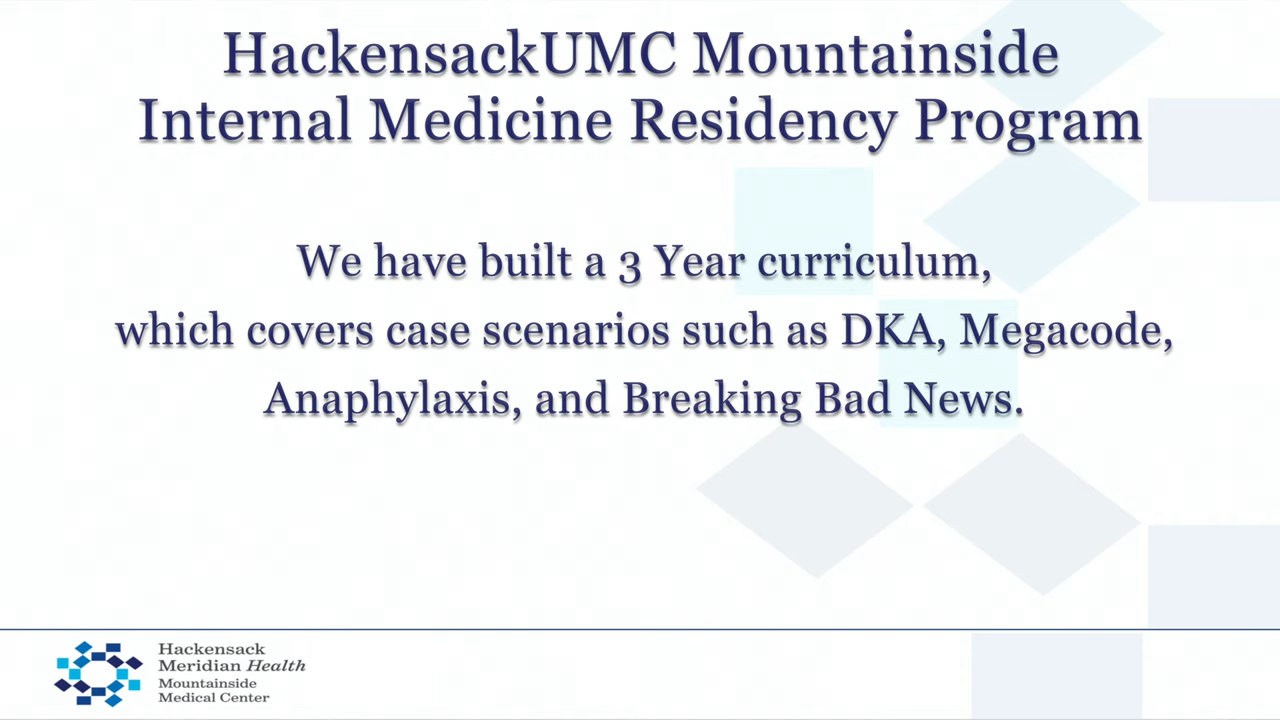 HackensackUMC Mountainside
Internal Medicine Residency Program
We have built a 3 Year curriculum,
which covers case scenarios such as DKA, Megacode,
Anaphylaxis, and Breaking Bad News.
Hackensack
Meridian Health
Mountainside
Medical Center